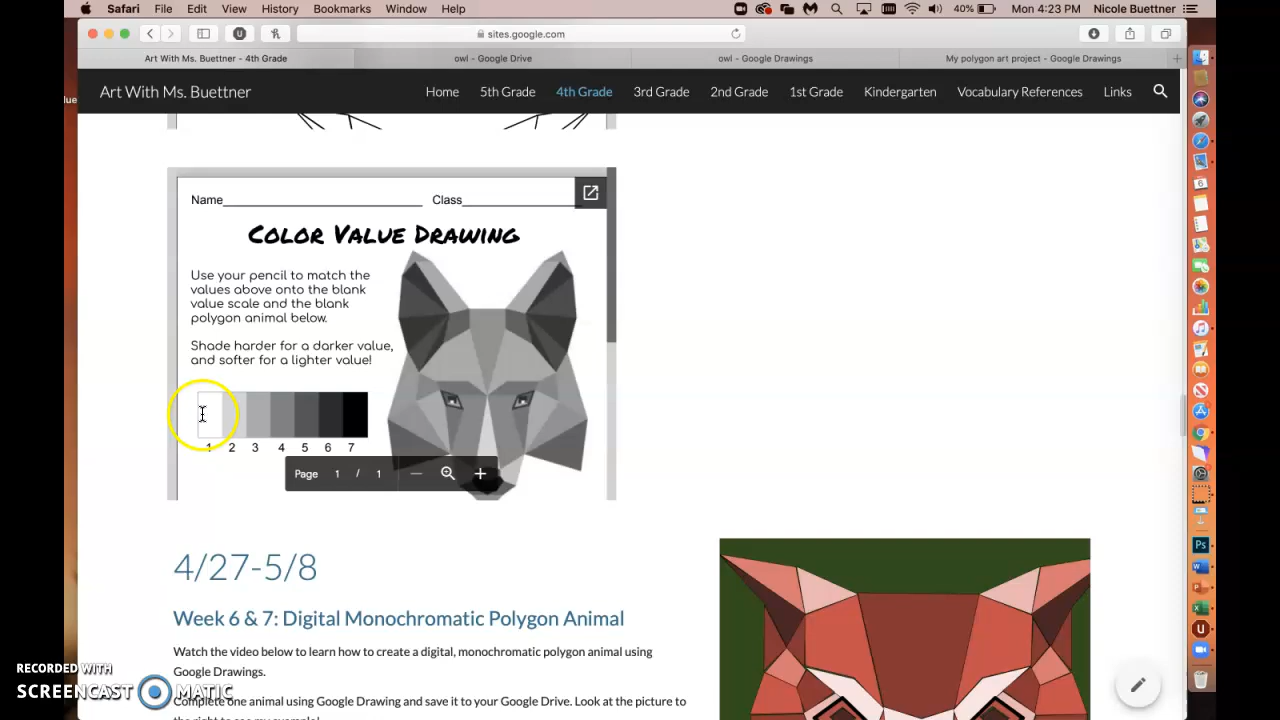 Safari File Edit View History Bookmarks Window Help 40% Mon 4:23 PM Nicole Buettner
sites.google.com
Art With Ms. Buettner - 4th Grade owl - Google Drive owl - Google Drawings My polygon art project - Google Drawings
Art With Ms. Buettner Home 5th Grade 4th Grade 3rd Grade 2nd Grade 1st Grade Kindergarten Vocabulary References Links
Name Class
Color Value Drawing
Use your pencil to match the
values above onto the blank
value scale and the blank
polygon animal below.
Shade harder for a darker value,
and softer for a lighter value!
1 2 3 4 5 6 7
Page 1 / 1
4/27-5/8
Week 6 & 7: Digital Monochromatic Polygon Animal
Watch the video below to learn how to create a digital, monochromatic polygon animal using
Google Drawings.
Complete one animal using Google Drawing and save it to your Google Drive. Look at the picture to
the right to see my example!
RECORDED WITH
SCREENCAST MATIC